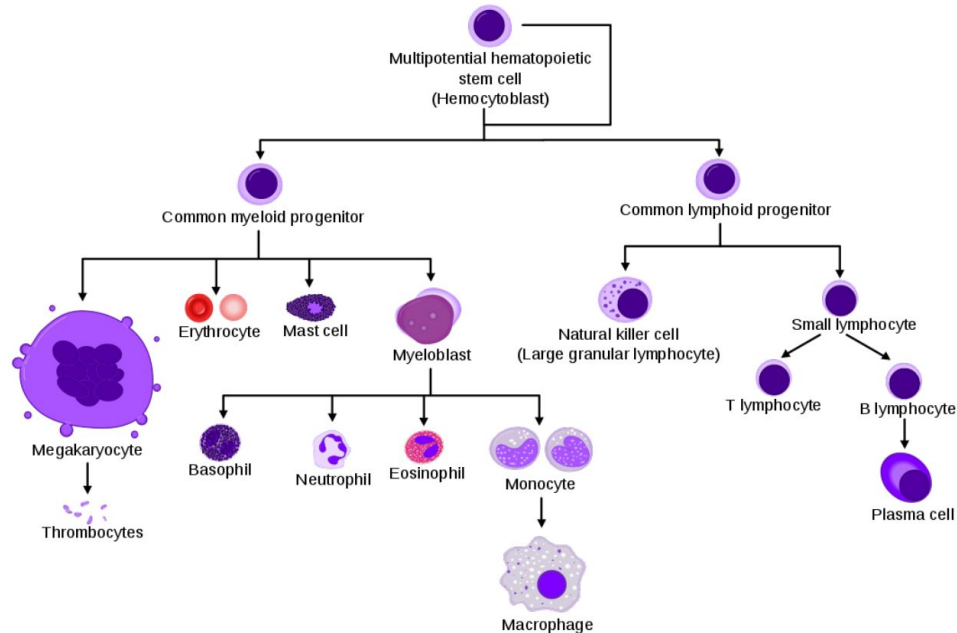 Multipotential hematopoietic
stem cell
(Hemocytoblast)
Common myeloid progenitor
Common lymphoid progenitor
Erythrocyte
Mast cell
Myeloblast
Natural killer cell
(Large granular lymphocyte)
Small lymphocyte
T lymphocyte
B lymphocyte
Megakaryocyte
Basophil
Neutrophil
Eosinophil
Monocyte
Plasma cell
Thrombocytes
Macrophage